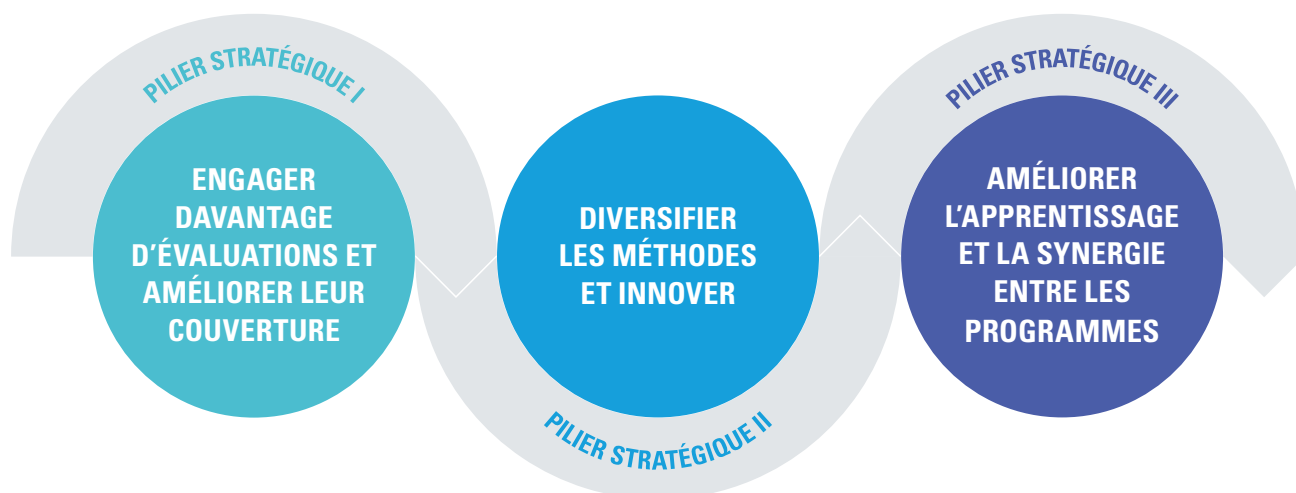 PILIER STRATÉGIQUE I
ENGAGER
DAVANTAGE
D’ÉVALUATIONS ET
AMÉLIORER LEUR
COUVERTURE
DIVERSIFIER
LES MÉTHODES
ET INNOVER
PILIER STRATÉGIQUE II
PILIER STRATÉGIQUE III
AMÉLIORER
L’APPRENTISSAGE
ET LA SYNERGIE
ENTRE LES
PROGRAMMES